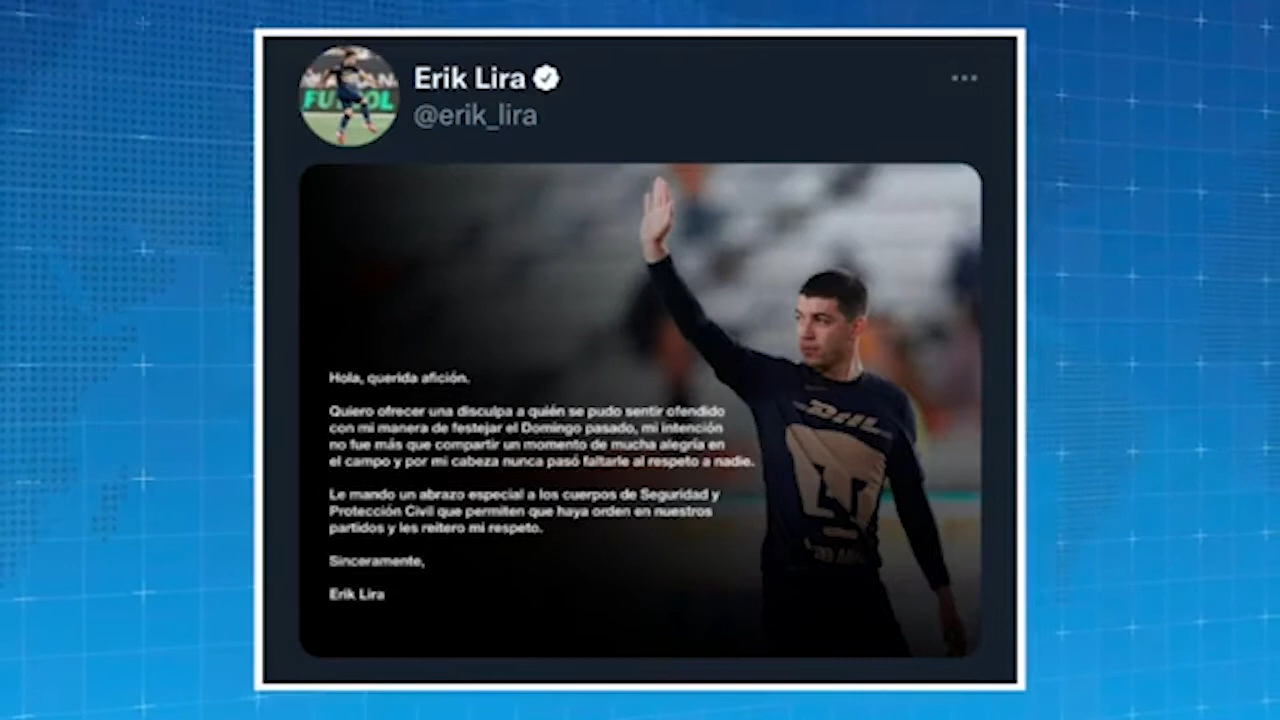 Erik Lira
@erik_lira
FUTBOL
DHL
Hola, querida afición.
Quiero ofrecer una disculpa a quién se pudo sentir ofendido
con mi manera de festejar el Domingo pasado, mi intención
no fue más que compartir un momento de mucha alegría en
el campo y por mi cabeza nunca pasó faltarle al respeto a nadie.
Le mando un abrazo especial a los cuerpos de Seguridad y
Protección Civil que permiten que haya orden en nuestros
partidos y les reitero mi respeto.
Sinceramente,
Erik Lira